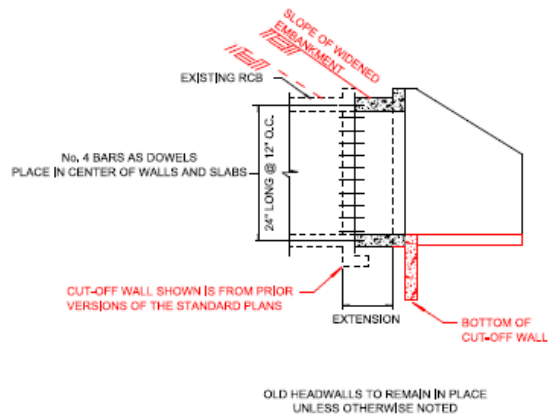 SLOPE OF WIDENED
EMBANKMENT
EXISTING RCB
No. 4 BARS AS DOWELS
PLACE IN CENTER OF WALLS AND SLABS
24" LONG @ 12" O.C.
CUT-OFF WALL SHOWN IS FROM PRIOR
VERSIONS OF THE STANDARD PLANS
EXTENSION
BOTTOM OF
CUT-OFF WALL
OLD HEADWALLS TO REMAIN IN PLACE
UNLESS OTHERWISE NOTED